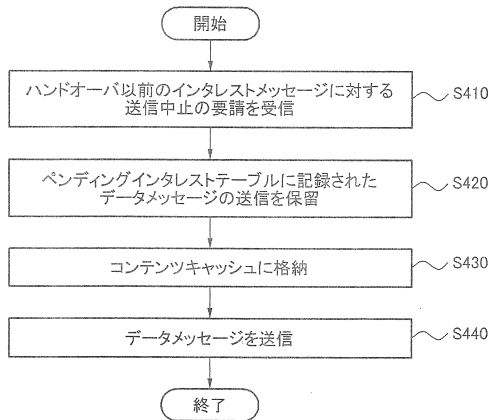 開始
ハンドオーバ以前のインタレストメッセージに対する
送信中止の要請を受信
S410
ペンディングインタレストテーブルに記録された
データメッセージの送信を保留
S420
コンテンツキャッシュに格納
S430
データメッセージを送信
S440
終了